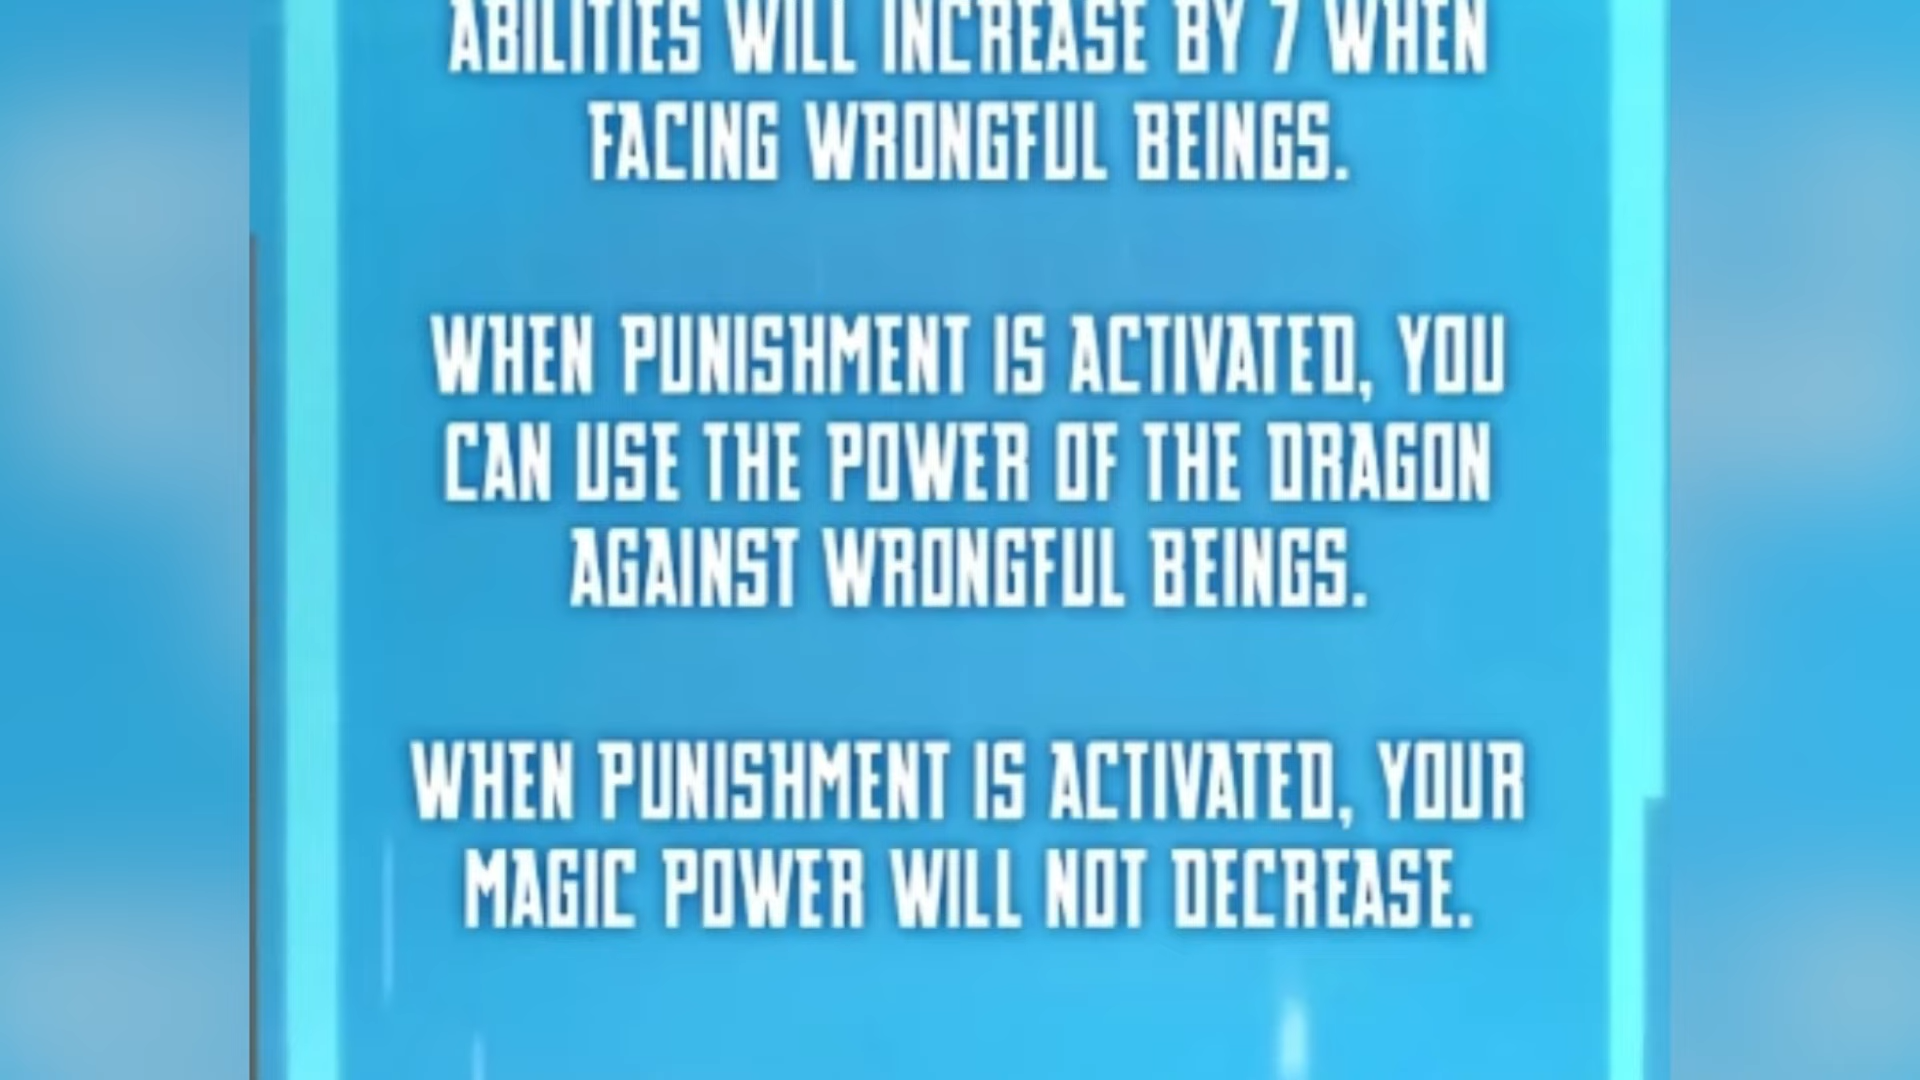 ABILITIES WILL INCREASE BY 7 WHEN
FACING WRONGFUL BEINGS.
WHEN PUNISHMENT IS ACTIVATED, YOU
CAN USE THE POWER OF THE DRAGON
AGAINST WRONGFUL BEINGS.
WHEN PUNISHMENT IS ACTIVATED, YOUR
MAGIC POWER WILL NOT DECREASE.